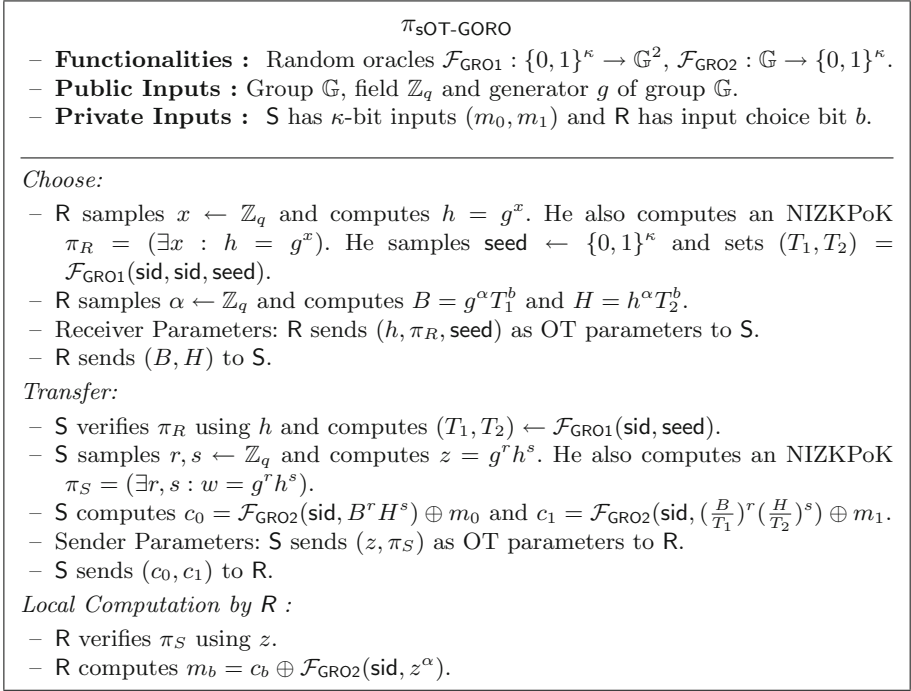 π_sOT-GORO
– Functionalities : Random oracles F_GRO1 : {0, 1}^κ → 𝔾^2, F_GRO2 : 𝔾 → {0, 1}^κ.
– Public Inputs : Group 𝔾, field ℤ_q and generator g of group 𝔾.
– Private Inputs : S has κ-bit inputs (m_0, m_1) and R has input choice bit b.
Choose:
– R samples x ← ℤ_q and computes h = g^x. He also computes an NIZKPoK
π_R = (∃x : h = g^x). He samples seed ← {0, 1}^κ and sets (T_1, T_2) =
F_GRO1(sid, sid, seed).
– R samples α ← ℤ_q and computes B = g^α T_1^b and H = h^α T_2^b.
– Receiver Parameters: R sends (h, π_R, seed) as OT parameters to S.
– R sends (B, H) to S.
Transfer:
– S verifies π_R using h and computes (T_1, T_2) ← F_GRO1(sid, seed).
– S samples r, s ← ℤ_q and computes z = g^r h^s. He also computes an NIZKPoK
π_S = (∃r, s : w = g^r h^s).
– S computes c_0 = F_GRO2(sid, B^r H^s) ⊕ m_0 and c_1 = F_GRO2(sid, (B/T_1)^r (H/T_2)^s) ⊕ m_1.
– Sender Parameters: S sends (z, π_S) as OT parameters to R.
– S sends (c_0, c_1) to R.
Local Computation by R :
– R verifies π_S using z.
– R computes m_b = c_b ⊕ F_GRO2(sid, z^α).